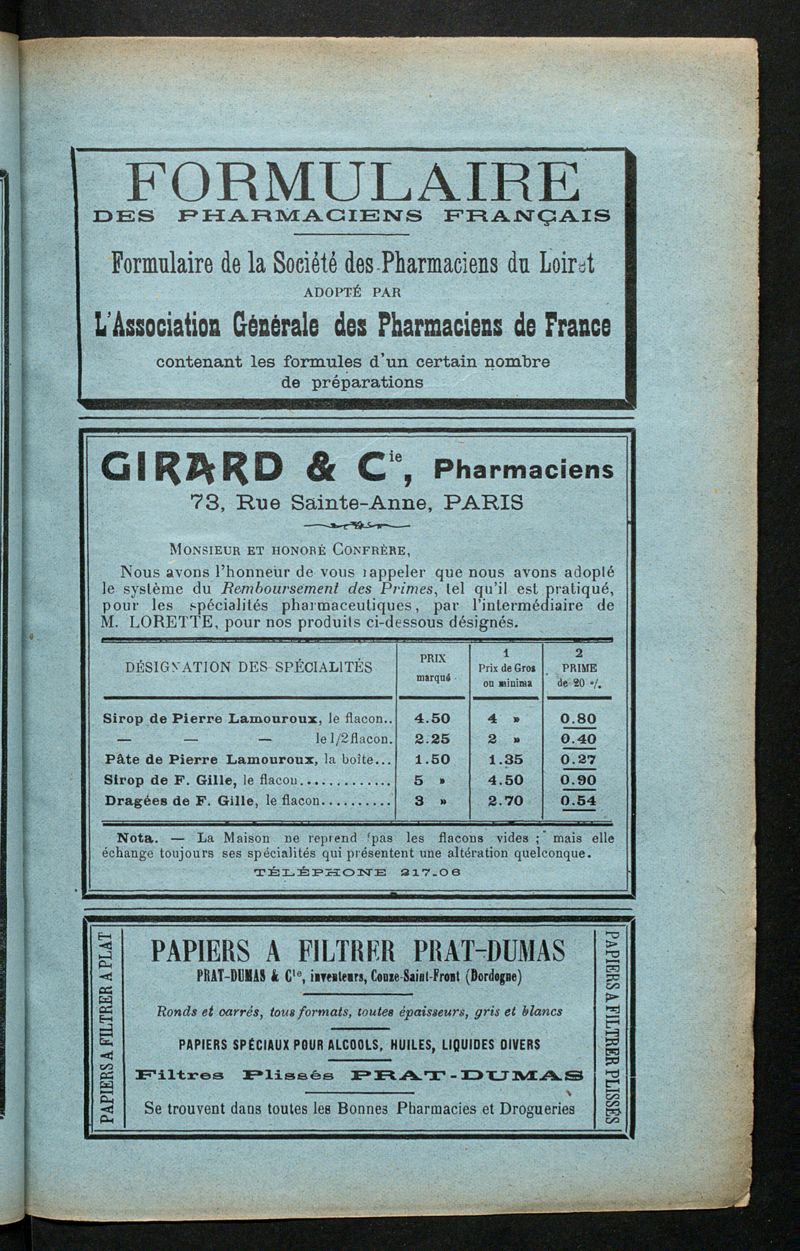 FORMULAIRE
DES PHARMACIENS FRANÇAIS
Formulaire de la Société des Pharmaciens du Loiret
ADOPTÉ PAR
L'Association Générale des Pharmaciens de France
contenant les formules d'un certain nombre
de préparations
GIRARD & Cie, Pharmaciens
73, Rue Sainte-Anne, PARIS
MONSIEUR ET HONORÉ CONFRÈRE,
Nous avons l'honneur de vous rappeler que nous avons adopté
le système du Remboursement des Primes, tel qu'il est pratiqué,
pour les spécialités pharmaceutiques, par l'intermédiaire de
M. LORETTE, pour nos produits ci-dessous désignés.
DÉSIGNATION DES SPÉCIALITÉS
PRIX
marqué
1
Prix de Gros
ou minima
2
PRIME
de 20 %.
Sirop de Pierre Lamouroux, le flacon.. 4.50 4 » 0.80
— — — le 1/2 flacon. 2.25 2 » 0.40
Pâte de Pierre Lamouroux, la boîte... 1.50 1.35 0.27
Sirop de F. Gille, le flacon............. 5 » 4.50 0.90
Dragées de F. Gille, le flacon.......... 3 » 2.70 0.54
Nota. — La Maison ne reprend pas les flacons vides ; mais elle
échange toujours ses spécialités qui présentent une altération quelconque.
TÉLÉPHONE 217.06
PAPIERS A FILTRER A PLAT
PAPIERS A FILTRER PRAT-DUMAS
PRAT-DUMAS & Cie, inventeurs, Couze-Saint-Front (Dordogne)
Ronds et carrés, tous formats, toutes épaisseurs, gris et blancs
PAPIERS SPÉCIAUX POUR ALCOOLS, HUILES, LIQUIDES DIVERS
Filtres Plissés PRAT-DUMAS
Se trouvent dans toutes les Bonnes Pharmacies et Drogueries
PAPIERS A FILTRER PLISSÉS